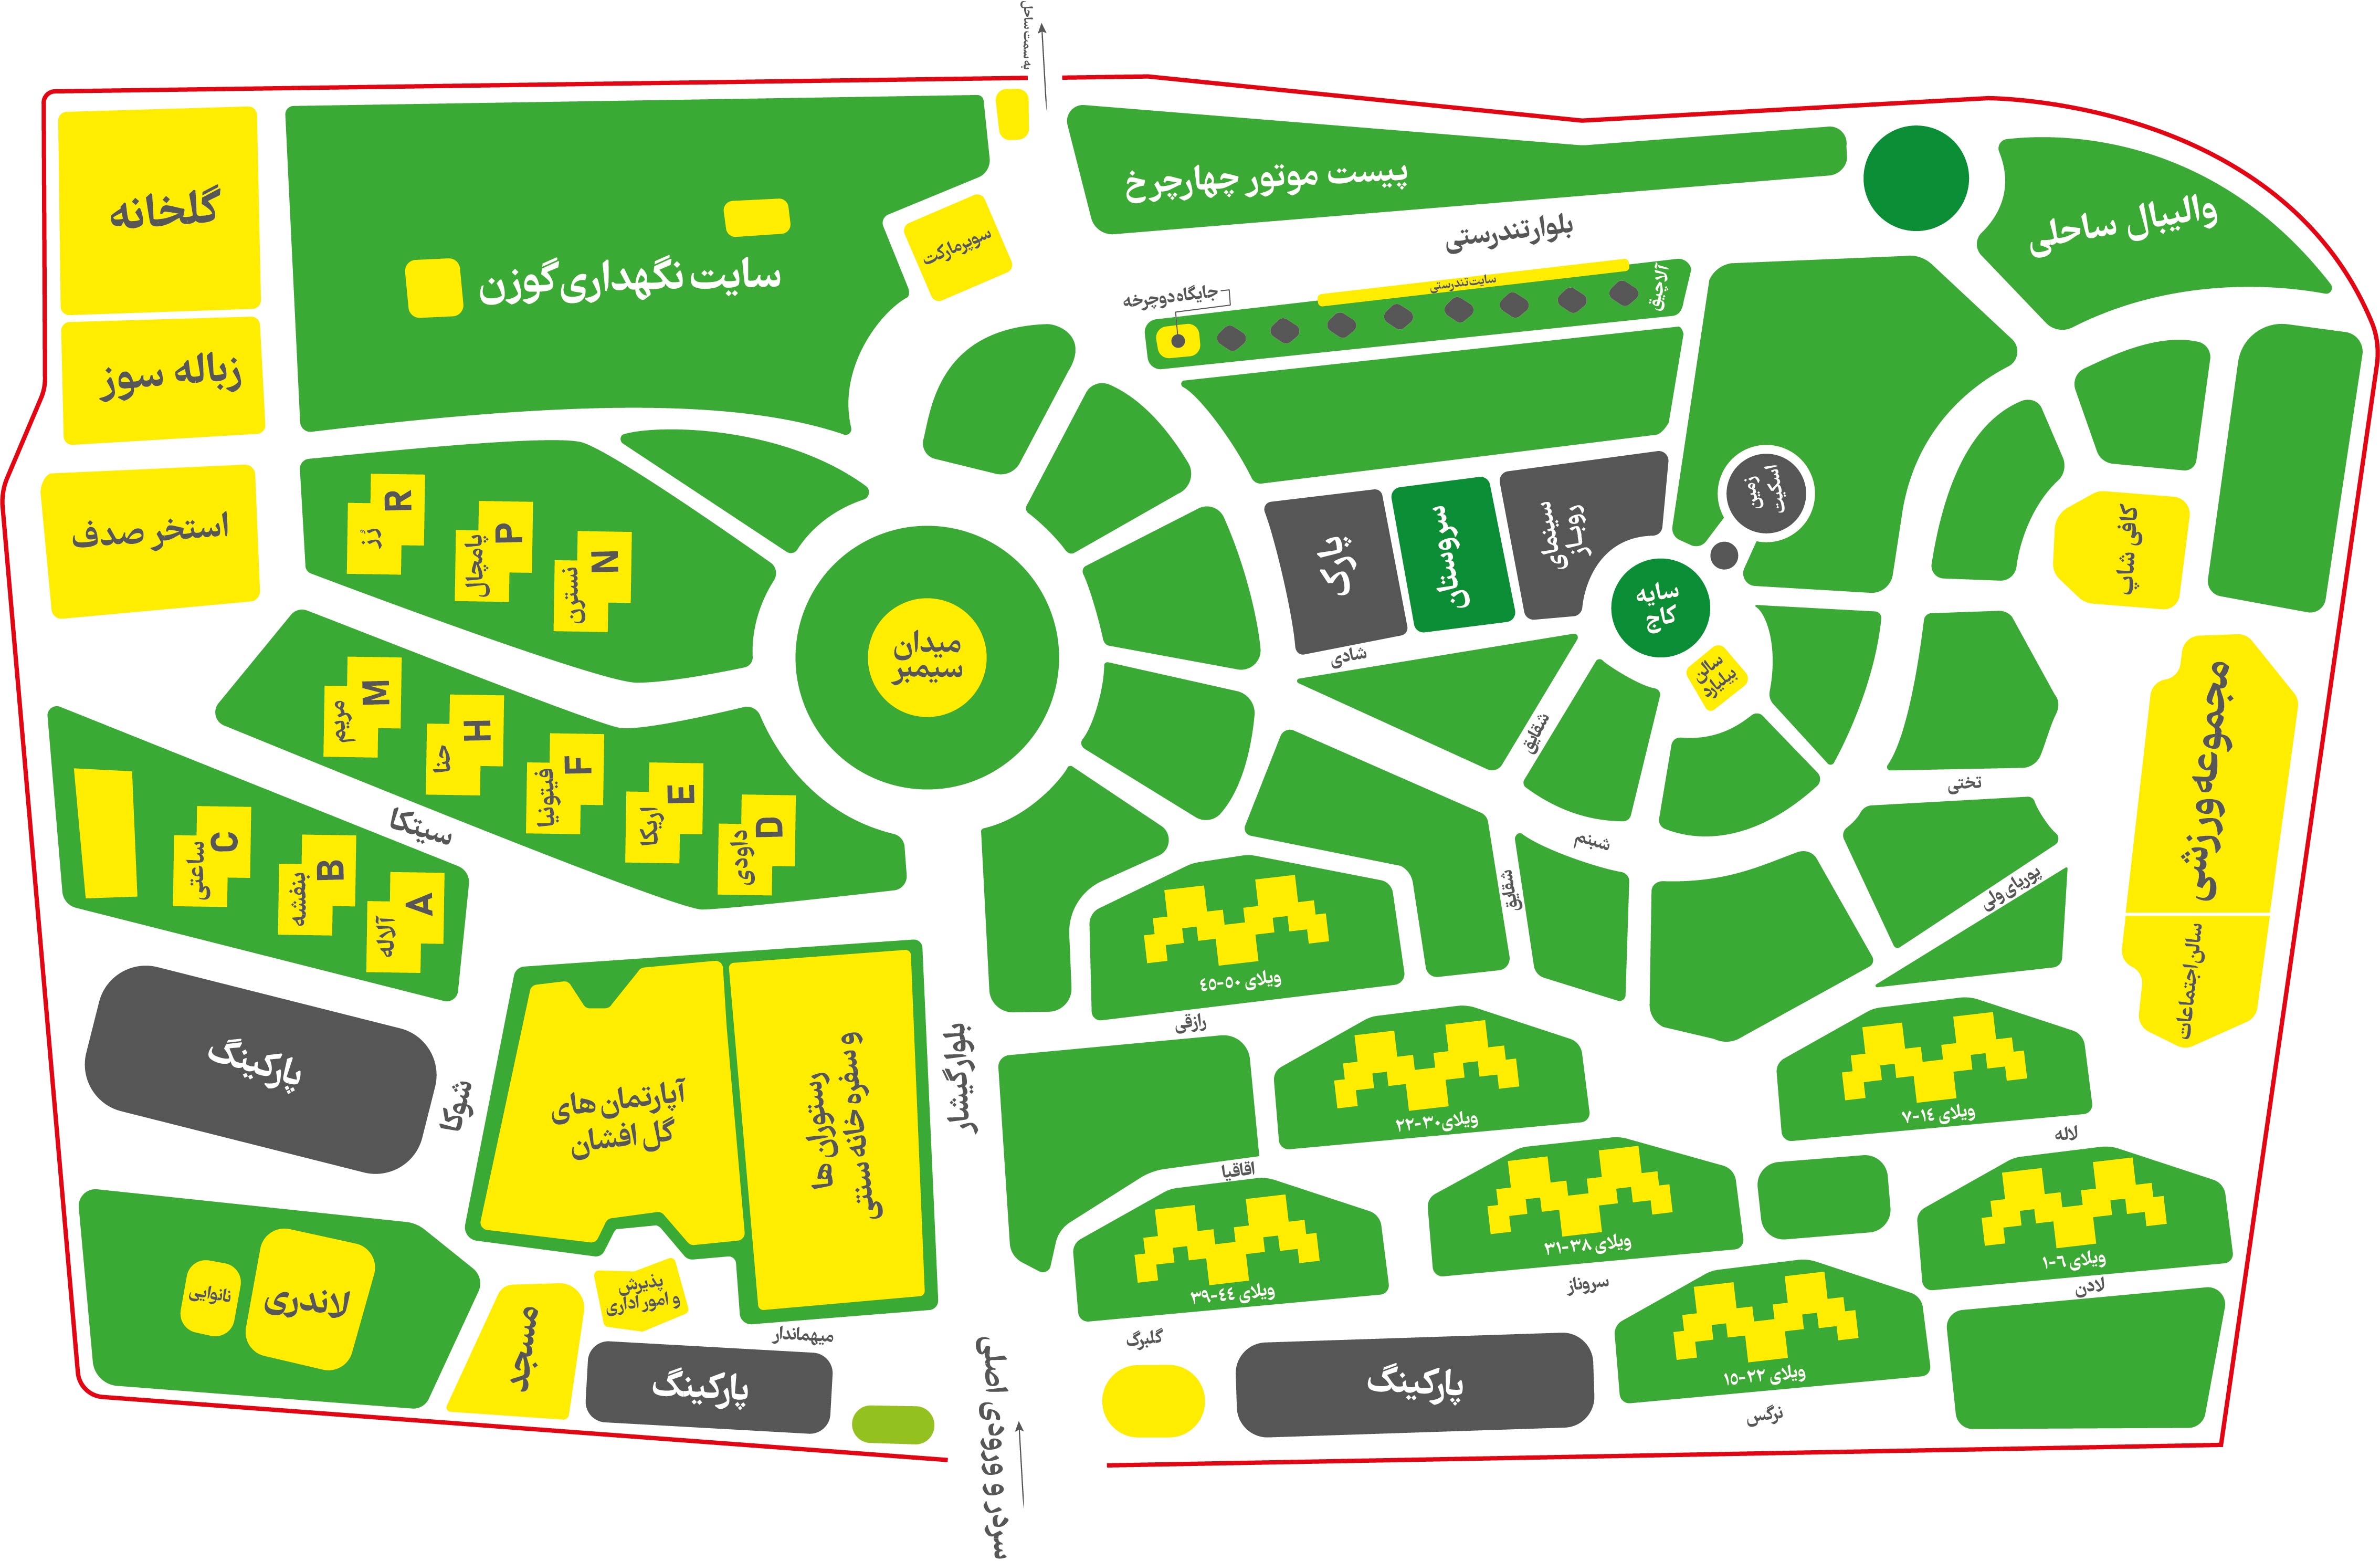 به سمت ساحل
گلخانه
زباله سوز
استخر صدف
سایت نگهداری گوزن
سوپرمارکت
پیست موتور چهارچرخ
بلوار تندرستی
والیبال ساحلی
جایگاه دوچرخه
سایت تندرستی
آلاچیق
زمین
اسکیت
کافی شاپ
پارک
سروستان
سینمای
روباز
سایه
کاج
سالن
بیلیارد
شادی
میدان
سیمبر
R
رُز
P
پامچال
N
نسترن
M
مریم
H
حنا
F
فیتونیا
E
اریکا
D
داودی
سیتکا
C
ساعتی
B
بنفشه
A
آلاله
شقایق
شبنم
شقایق
تختی
پوریای ولی
مجموعه ورزشی
سالن اجتماعات
پارکینگ
شوکا
آپارتمان های
گل افشان
رستوران ها
و سفره خانه سنتی
بلوار گیشار
ویلای ۵۰-۴۵
رازقی
ویلای ۳۰-۲۲
ویلای ۱۴-۷
لاله
اقاقیا
ویلای ۴۴-۳۹
ویلای ۳۸-۳۱
ویلای ۶-۱
سروناز
لادن
ویلای ۲۲-۱۵
نرگس
گلبرگ
پارکینگ
نانوایی
لاندری
مسجد
پذیرش
و امور اداری
میهماندار
پارکینگ
سردر و ورودی اصلی